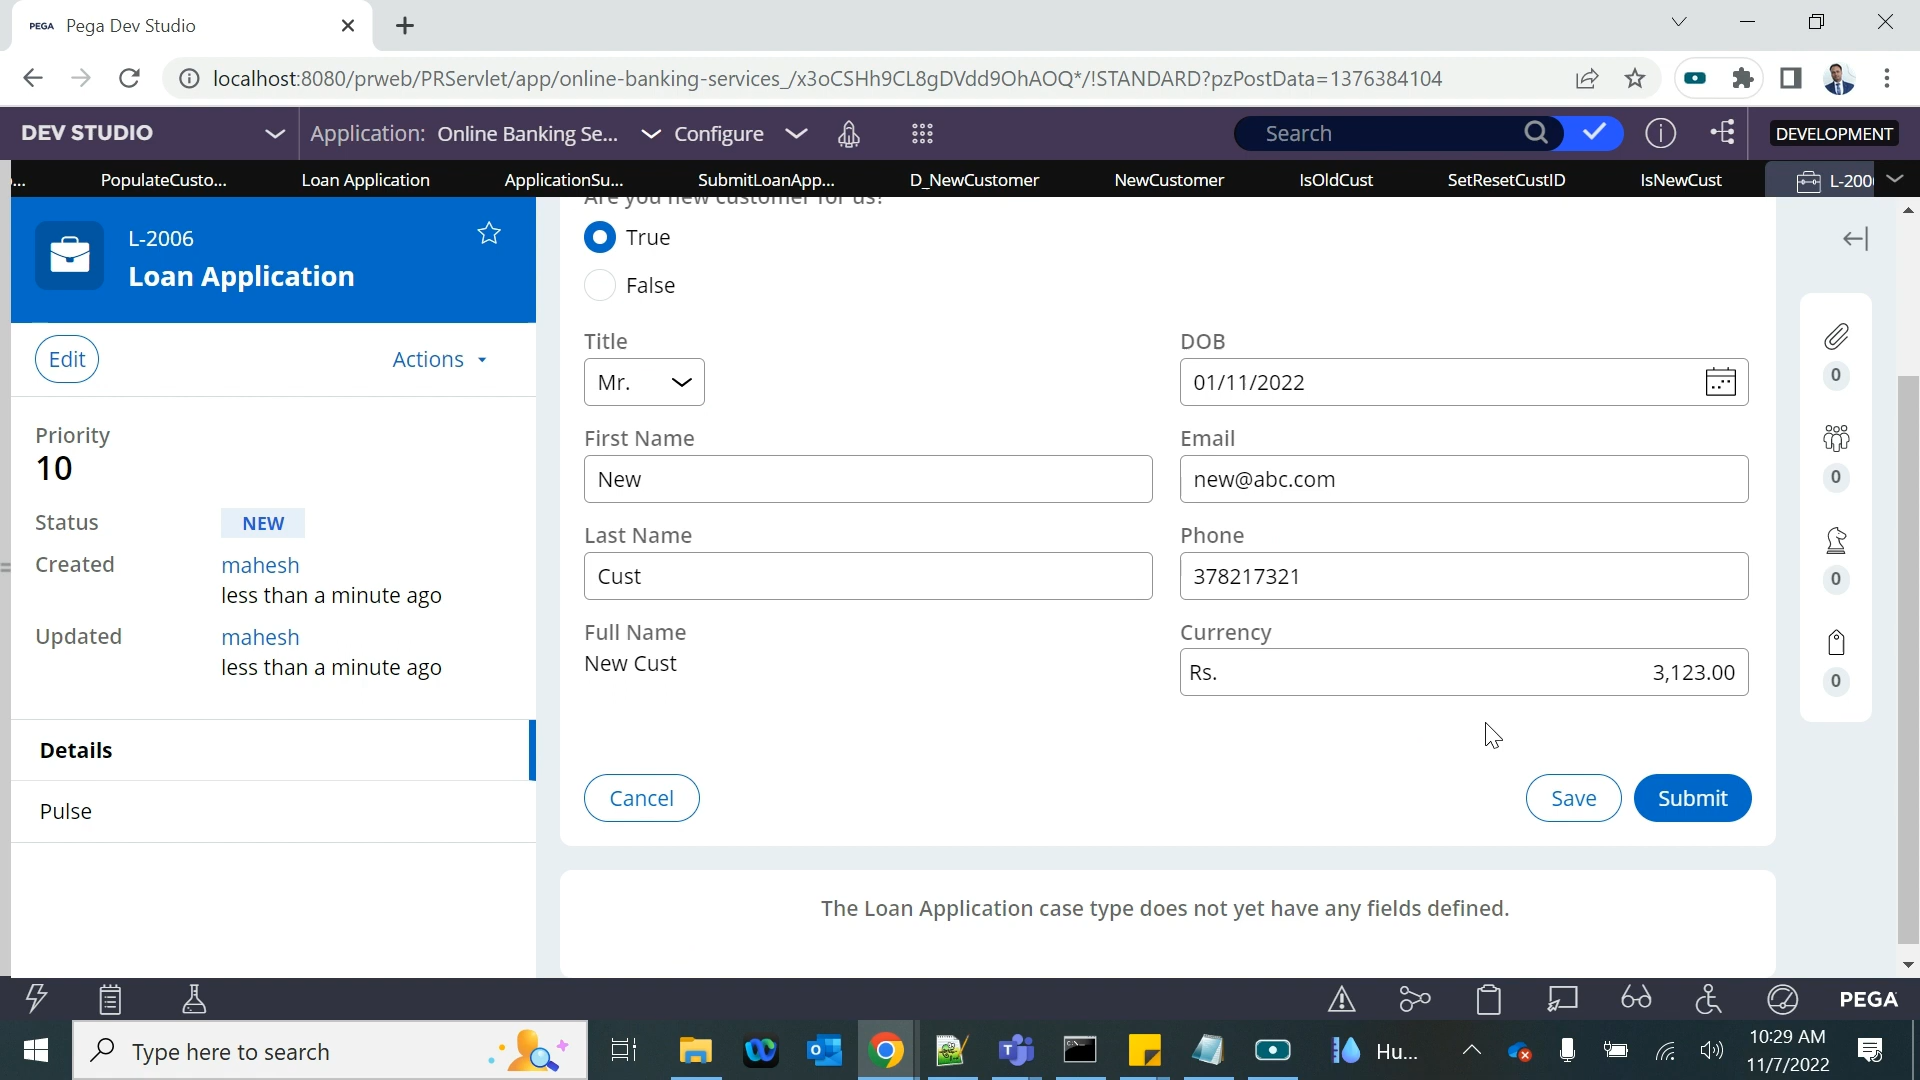 PEGA Pega Dev Studio
localhost:8080/prweb/PRServlet/app/online-banking-services_/x3oCSHh9CL8gDVdd9OhAOQ*/!STANDARD?pzPostData=1376384104
DEV STUDIO Application: Online Banking Se... Configure Search DEVELOPMENT
... PopulateCusto... Loan Application ApplicationSu... SubmitLoanApp... D_NewCustomer NewCustomer IsOldCust SetResetCustID IsNewCust L-200
L-2006
Loan Application
Edit Actions
Priority
10
Status NEW
Created mahesh
less than a minute ago
Updated mahesh
less than a minute ago
Details
Pulse
Are you new customer for us?
True
False
Title
Mr.
DOB
01/11/2022
First Name
New
Email
new@abc.com
Last Name
Cust
Phone
378217321
Full Name
New Cust
Currency
Rs. 3,123.00
Cancel Save Submit
The Loan Application case type does not yet have any fields defined.
0
0
0
0
PEGA
Type here to search Hu... 10:29 AM
11/7/2022